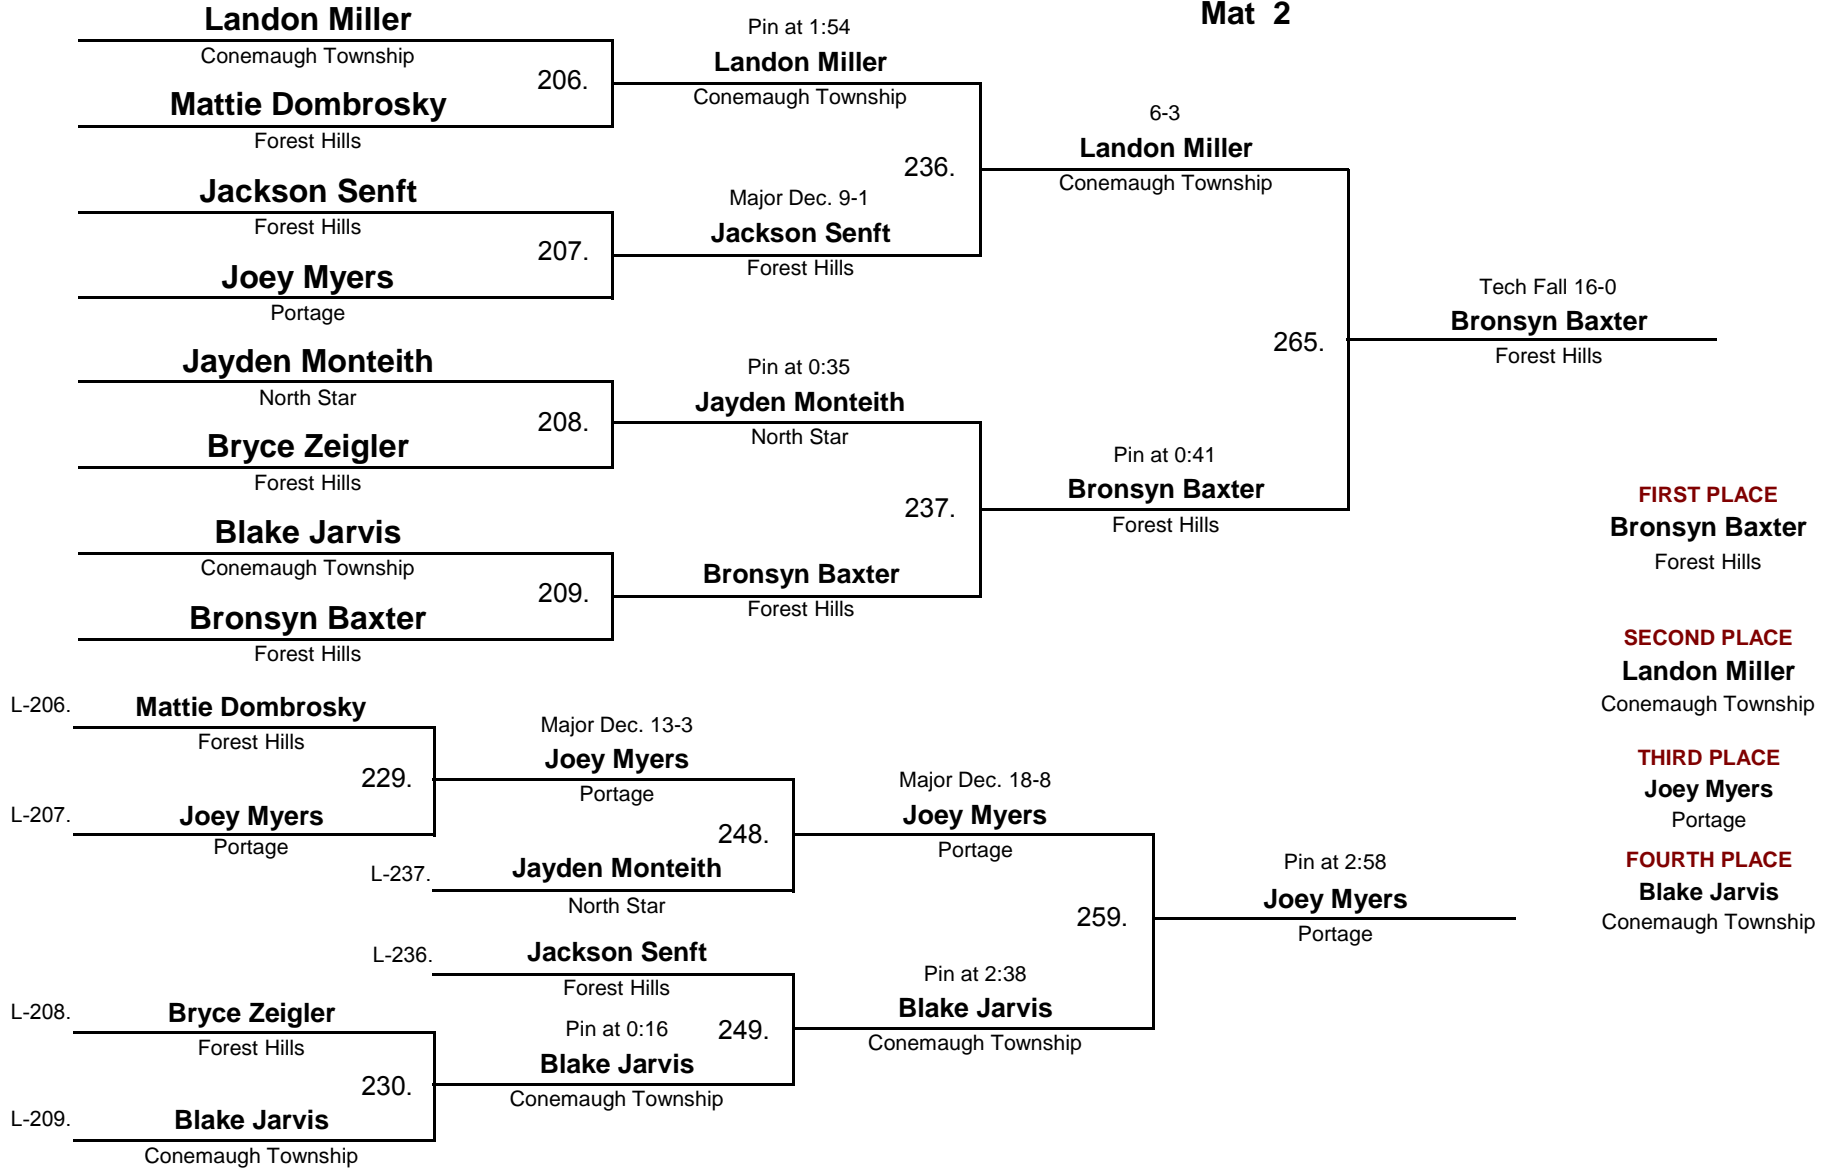 Mat 2
Landon Miller
Conemaugh Township
206.
Mattie Dombrosky
Forest Hills
Jackson Senft
Forest Hills
207.
Joey Myers
Portage
Jayden Monteith
North Star
208.
Bryce Zeigler
Forest Hills
Blake Jarvis
Conemaugh Township
209.
Bronsyn Baxter
Forest Hills
Pin at 1:54
Landon Miller
Conemaugh Township
236.
Major Dec. 9-1
Jackson Senft
Forest Hills
Pin at 0:35
Jayden Monteith
North Star
237.
Bronsyn Baxter
Forest Hills
6-3
Landon Miller
Conemaugh Township
265.
Pin at 0:41
Bronsyn Baxter
Forest Hills
Tech Fall 16-0
Bronsyn Baxter
Forest Hills
FIRST PLACE
Bronsyn Baxter
Forest Hills
SECOND PLACE
Landon Miller
Conemaugh Township
THIRD PLACE
Joey Myers
Portage
FOURTH PLACE
Blake Jarvis
Conemaugh Township
L-206.
Mattie Dombrosky
Forest Hills
229.
L-207.
Joey Myers
Portage
Major Dec. 13-3
Joey Myers
Portage
248.
L-237.
Jayden Monteith
North Star
L-236.
Jackson Senft
Forest Hills
L-208.
Bryce Zeigler
Forest Hills
230.
L-209.
Blake Jarvis
Conemaugh Township
Pin at 0:16
249.
Blake Jarvis
Conemaugh Township
Major Dec. 18-8
Joey Myers
Portage
259.
Pin at 2:38
Blake Jarvis
Conemaugh Township
Pin at 2:58
Joey Myers
Portage